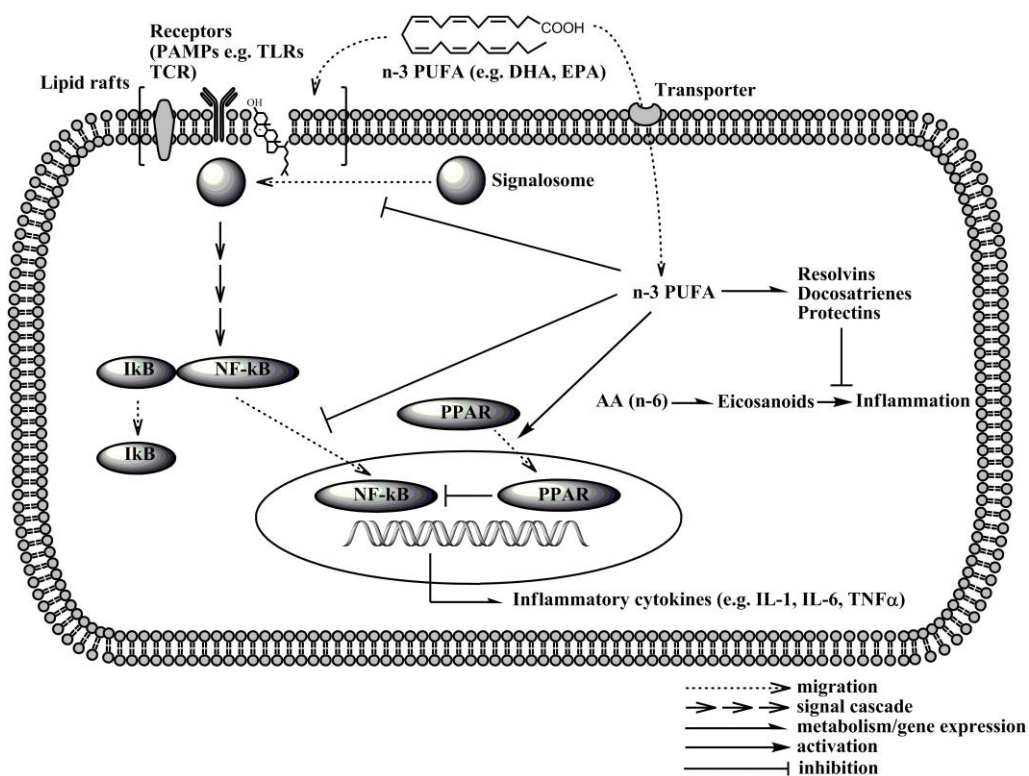 Receptors
(PAMPs e.g. TLRs
TCR)
Lipid rafts
OH
COOH
n-3 PUFA (e.g. DHA, EPA)
Transporter
Signalosome
n-3 PUFA
Resolvins
Docosatrienes
Protectins
IkB
NF-kB
AA (n-6)
Eicosanoids
Inflammation
PPAR
IkB
NF-kB
PPAR
Inflammatory cytokines (e.g. IL-1, IL-6, TNFα)
migration
signal cascade
metabolism/gene expression
activation
inhibition